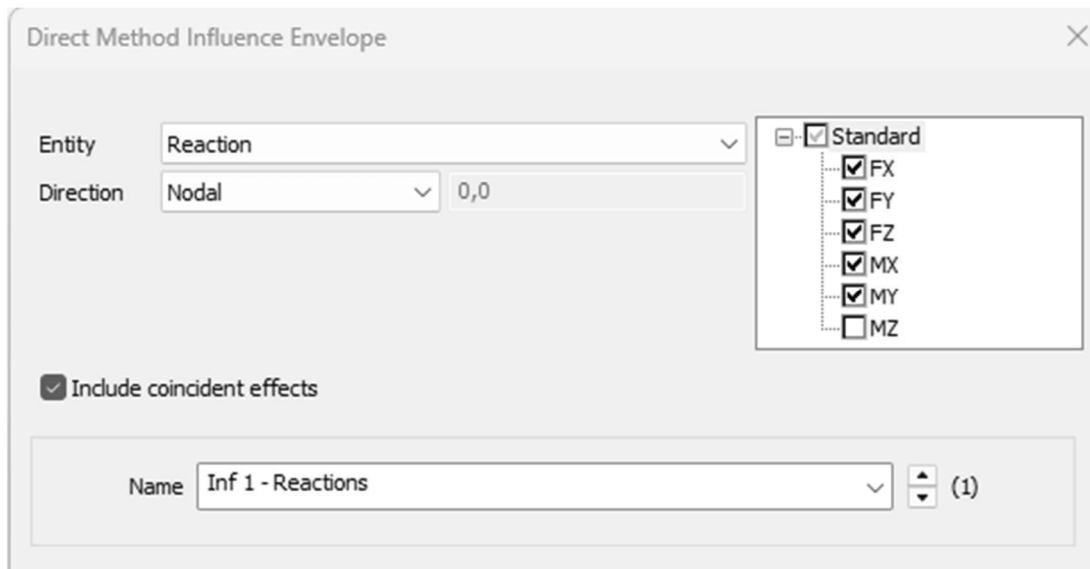 Direct Method Influence Envelope
Entity
Reaction
Direction
Nodal
0,0
Standard
FX
FY
FZ
MX
MY
MZ
Include coincident effects
Name
Inf 1 - Reactions
(1)